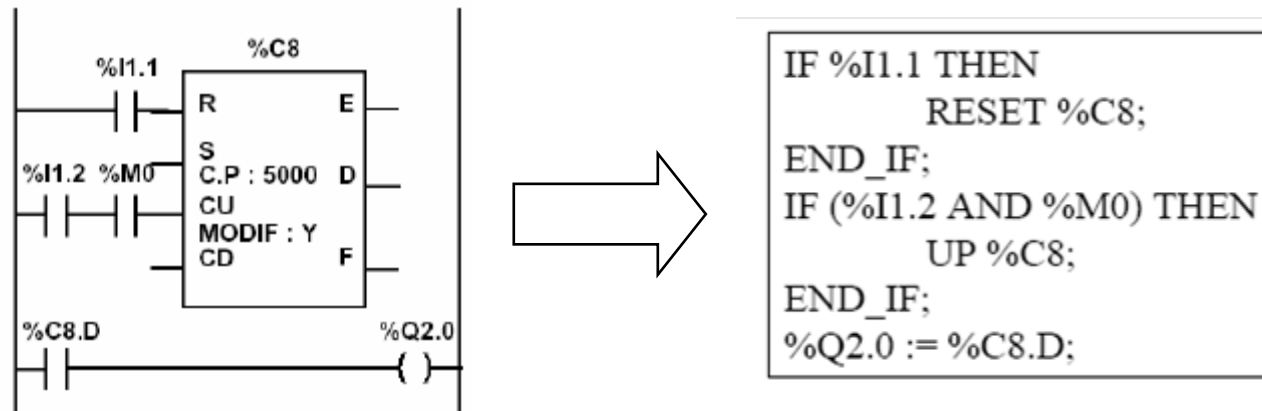 %C8
%I1.1
R E
S
%I1.2 %M0 C.P : 5000 D
CU
MODIF : Y
CD F
%C8.D %Q2.0
IF %I1.1 THEN
RESET %C8;
END_IF;
IF (%I1.2 AND %M0) THEN
UP %C8;
END_IF;
%Q2.0 := %C8.D;